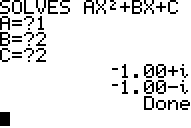 SOLVES AX²+BX+C
A=?1
B=?2
C=?2
⁻1.00+i
⁻1.00-i
Done